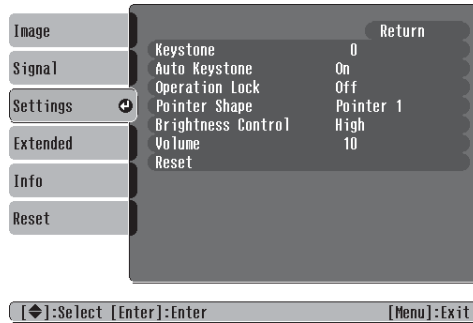 Image
Signal
Settings
Extended
Info
Reset
Return
Keystone 0
Auto Keystone On
Operation Lock Off
Pointer Shape Pointer 1
Brightness Control High
Volume 10
Reset
[◆]:Select [Enter]:Enter [Menu]:Exit